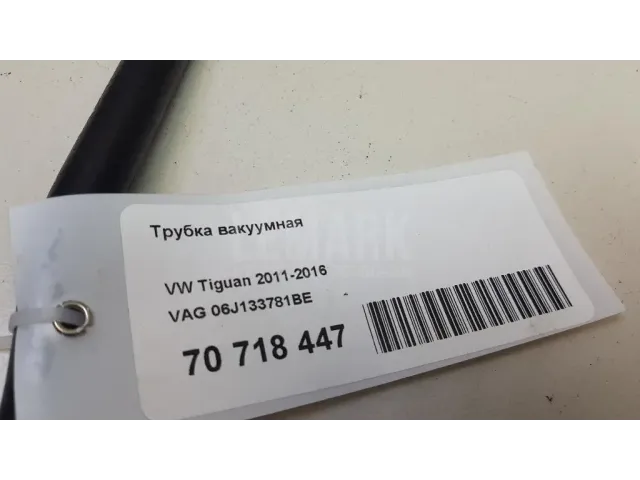 Трубка вакуумная
VW Tiguan 2011-2016
VAG 06J133781BE
70 718 447